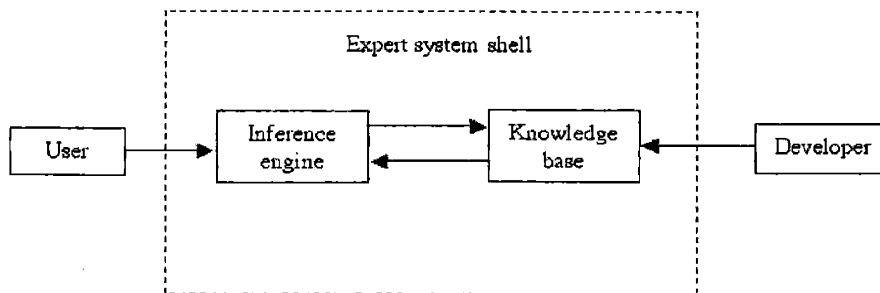 Expert system shell
User
Inference
engine
Knowledge
base
Developer